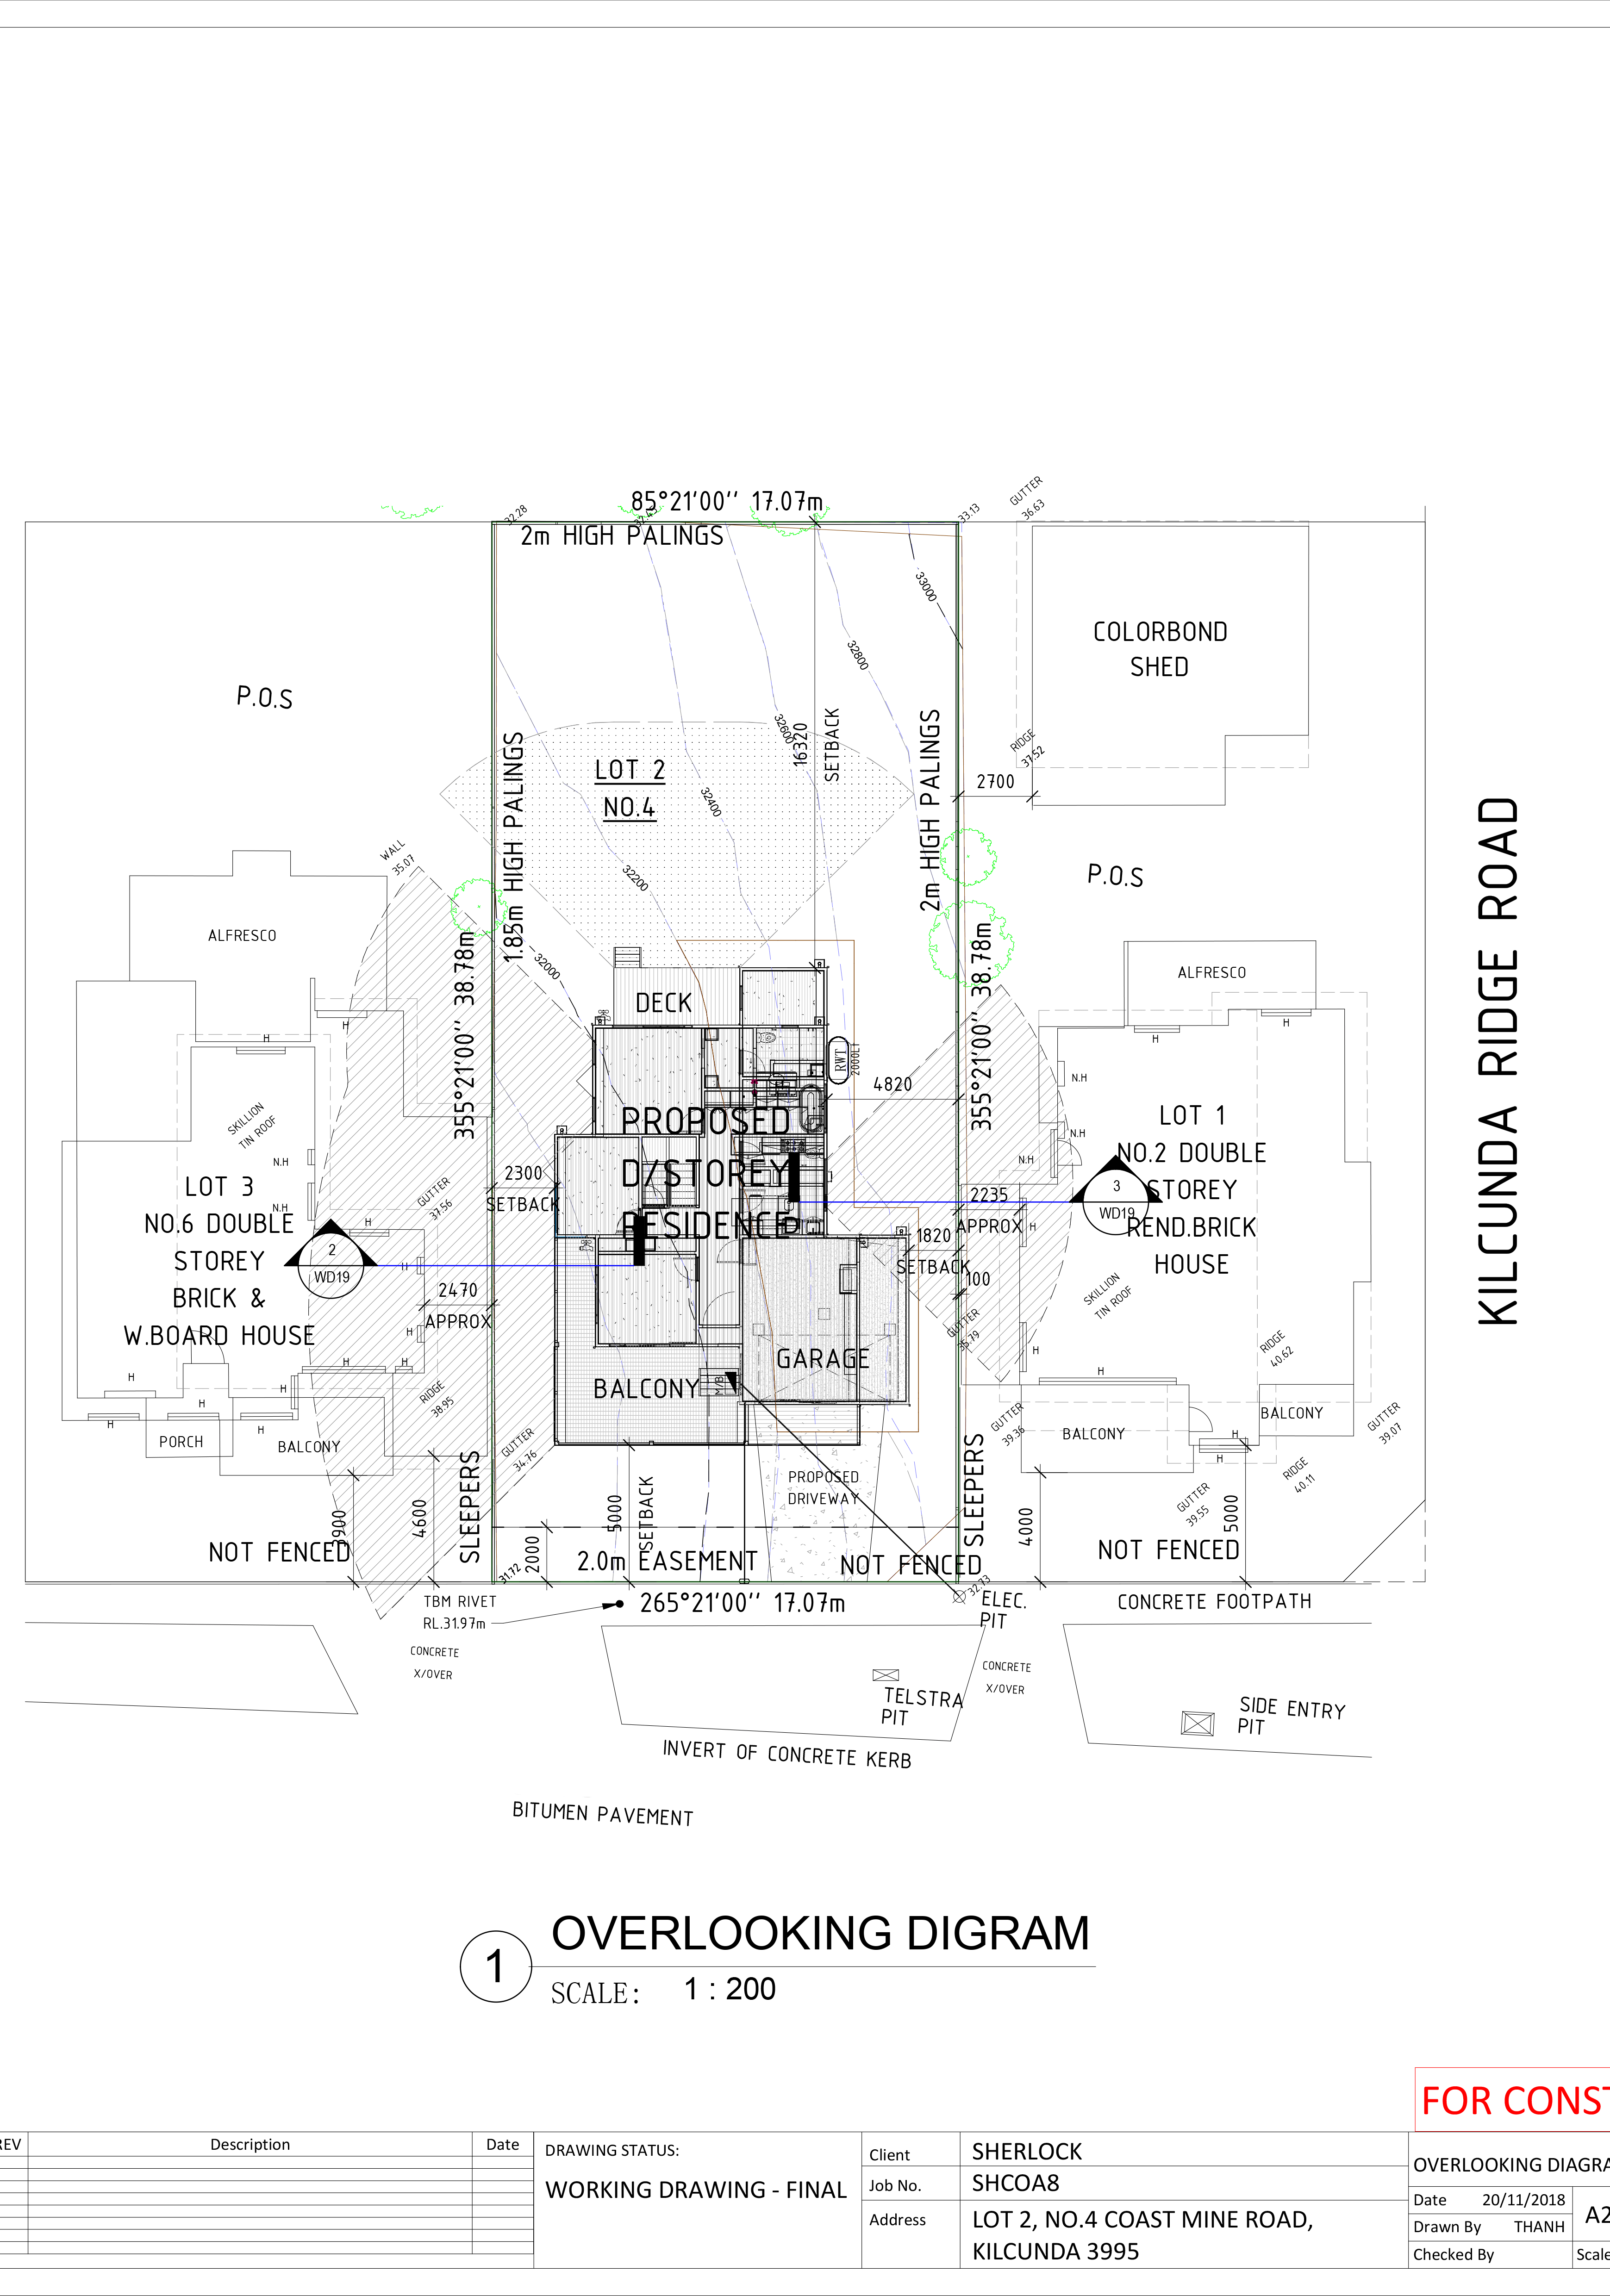 85°21'00'' 17.07m
2m HIGH PALINGS
32.28
33.13
GUTTER
36.63
33000
32800
32600
32400
32200
32000
COLORBOND
SHED
P.O.S
16320
SETBACK
LOT 2
NO.4
1.85m HIGH PALINGS
2m HIGH PALINGS
RIDGE
37.52
2700
KILCUNDA RIDGE ROAD
WALL
35.07
P.O.S
ALFRESCO
355°21'00'' 38.78m
355°21'00'' 38.78m
DECK
ALFRESCO
H
H
H
H
RWT
2000LT
4820
N.H
N.H
N.H
SKILLION
TIN ROOF
N.H
N.H
PROPOSED
D/STOREY
RESIDENCE
2300
SETBACK
GUTTER
37.56
LOT 3
NO.6 DOUBLE
STOREY
BRICK &
W.BOARD HOUSE
2
WD19
H
H
H
H
H
2470
APPROX
LOT 1
NO.2 DOUBLE
STOREY
REND.BRICK
HOUSE
3
WD19
2235
APPROX
H
1820
SETBACK
100
SKILLION
TIN ROOF
GUTTER
35.79
H
H
RIDGE
40.62
GARAGE
BALCONY
M/B
RIDGE
38.95
H
H
H
H
H
PORCH
BALCONY
GUTTER
34.76
GUTTER
39.36
BALCONY
BALCONY
GUTTER
39.07
H
H
RIDGE
40.11
GUTTER
39.55
PROPOSED
DRIVEWAY
SLEEPERS
SLEEPERS
3900
4600
2000
5000
SETBACK
4000
5000
NOT FENCED
2.0m EASEMENT
NOT FENCED
NOT FENCED
31.72
32.73
TBM RIVET
RL.31.97m
265°21'00'' 17.07m
ELEC.
PIT
CONCRETE FOOTPATH
CONCRETE
X/OVER
CONCRETE
X/OVER
TELSTRA
PIT
SIDE ENTRY
PIT
INVERT OF CONCRETE KERB
BITUMEN PAVEMENT
1
OVERLOOKING DIGRAM
SCALE: 1 : 200
FOR CONST
REV Description Date
DRAWING STATUS:
WORKING DRAWING - FINAL
Client SHERLOCK
Job No. SHCOA8
Address LOT 2, NO.4 COAST MINE ROAD,
KILCUNDA 3995
OVERLOOKING DIAGRA
Date 20/11/2018
A2
Drawn By THANH
Checked By
Scale